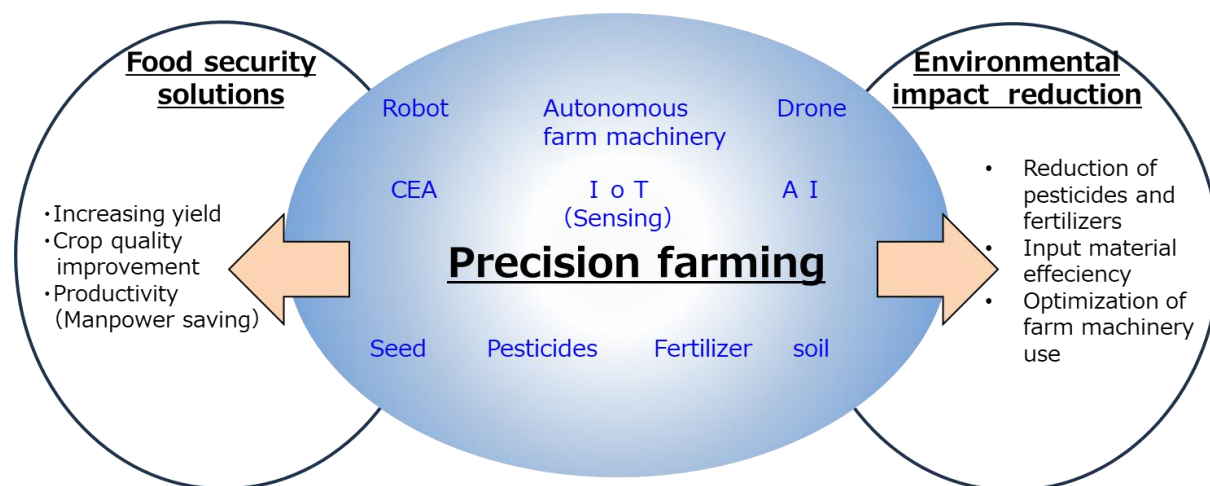 Food security
solutions
・Increasing yield
・Crop quality
improvement
・Productivity
（Manpower saving）
Robot
Autonomous
farm machinery
Drone
CEA
ＩｏＴ
（Sensing）
ＡＩ
Precision farming
Seed
Pesticides
Fertilizer
soil
Environmental
impact reduction
• Reduction of
pesticides and
fertilizers
• Input material
effeciency
• Optimization of
farm machinery
use